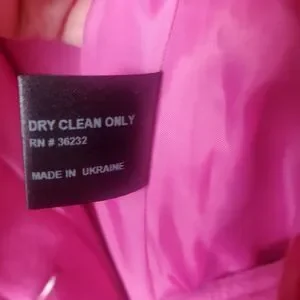 DRY CLEAN ONLY
RN # 36232
MADE IN UKRAINE